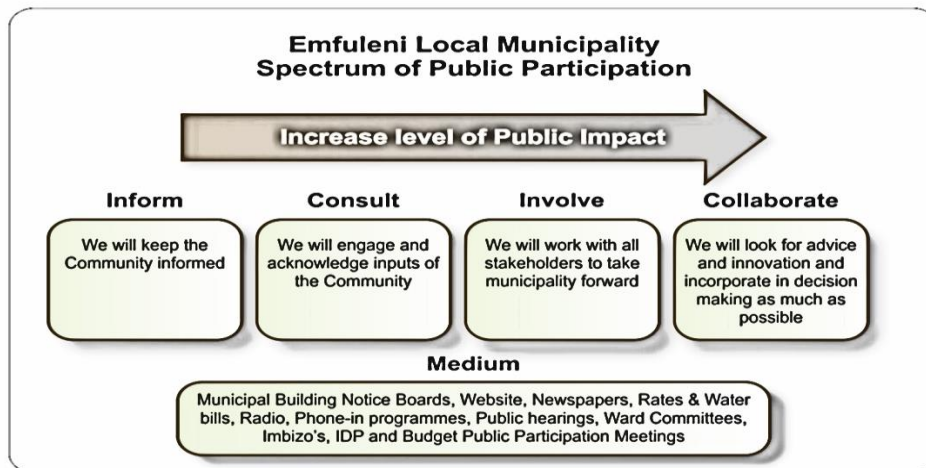 Emfuleni Local Municipality
Spectrum of Public Participation
Increase level of Public Impact
Inform
We will keep the
Community informed
Consult
We will engage and
acknowledge inputs of
the Community
Involve
We will work with all
stakeholders to take
municipality forward
Collaborate
We will look for advice
and innovation and
incorporate in decision
making as much as
possible
Medium
Municipal Building Notice Boards, Website, Newspapers, Rates & Water
bills, Radio, Phone-in programmes, Public hearings, Ward Committees,
Imbizo's, IDP and Budget Public Participation Meetings